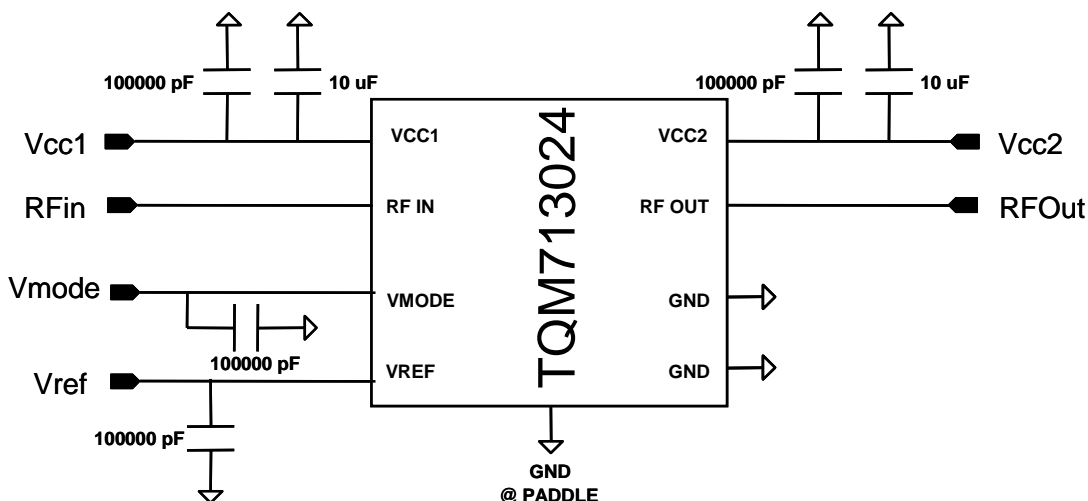 100000 pF
10 uF
100000 pF
10 uF
Vcc1
VCC1
VCC2
Vcc2
RFin
RF IN
RF OUT
RFOut
TQM713024
Vmode
VMODE
GND
100000 pF
Vref
VREF
GND
100000 pF
GND
@ PADDLE